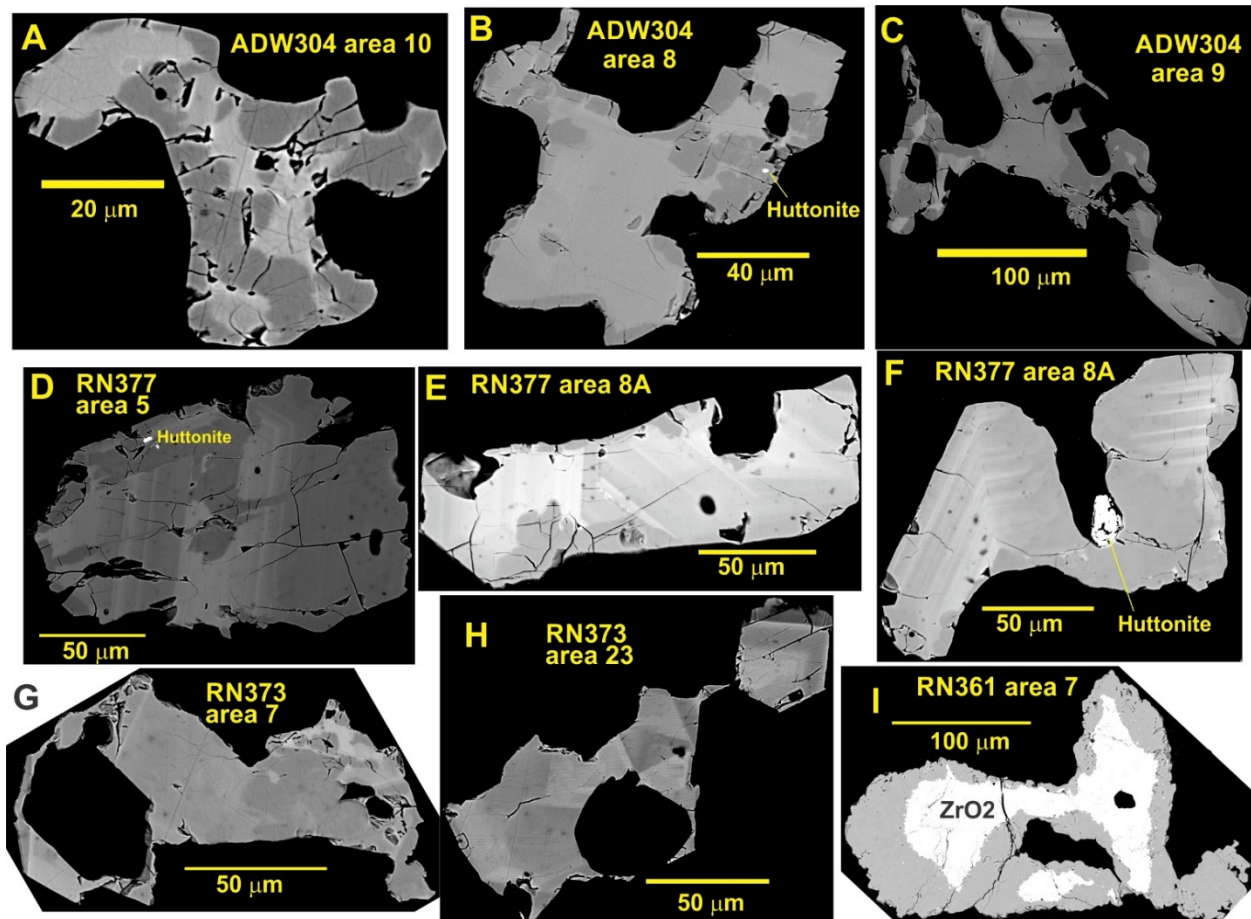 A
ADW304 area 10
20 μm
B
ADW304
area 8
Huttonite
40 μm
C
ADW304
area 9
100 μm
D
RN377
area 5
Huttonite
50 μm
E
RN377 area 8A
50 μm
F
RN377 area 8A
50 μm
Huttonite
G
RN373
area 7
50 μm
H
RN373
area 23
50 μm
I
RN361 area 7
100 μm
ZrO2